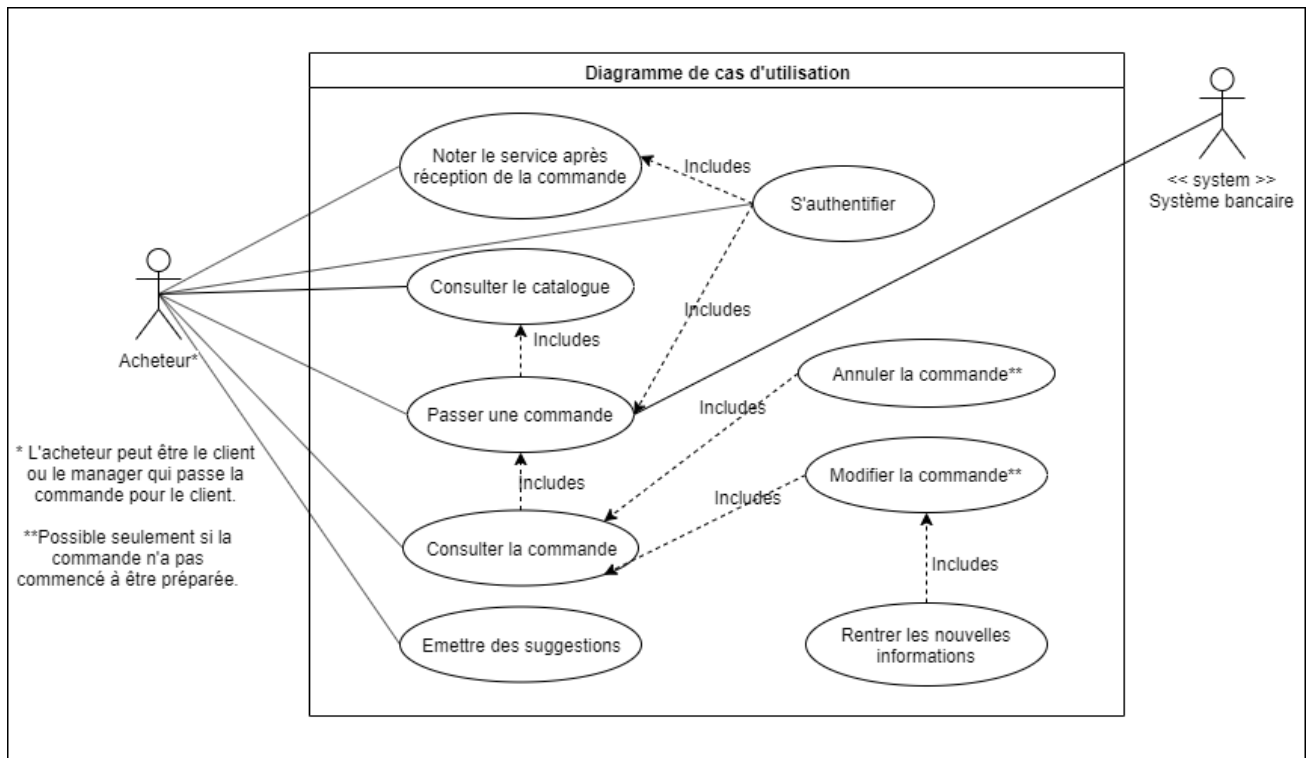 Diagramme de cas d'utilisation
Noter le service après
réception de la commande
Includes
S'authentifier
<< system >>
Système bancaire
Consulter le catalogue
Includes
Includes
Acheteur*
Annuler la commande**
Passer une commande
Includes
* L'acheteur peut être le client
ou le manager qui passe la
commande pour le client.
Modifier la commande**
Includes
Includes
**Possible seulement si la
commande n'a pas
commencé à être préparée.
Consulter la commande
Includes
Emettre des suggestions
Rentrer les nouvelles
informations